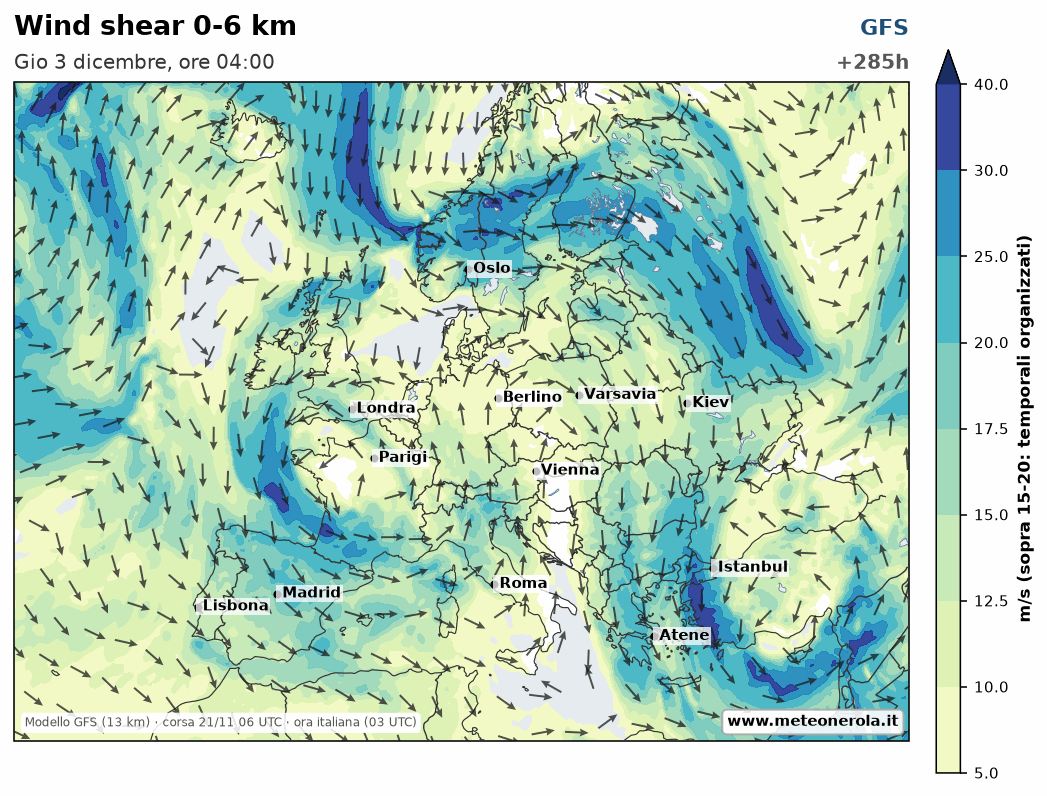 Wind shear 0-6 km
GFS
Gio 3 dicembre, ore 04:00
+285h
40.0
30.0
25.0
20.0
17.5
15.0
12.5
10.0
5.0
m/s (sopra 15-20: temporali organizzati)
Oslo
Berlino
Varsavia
Kiev
Londra
Parigi
Vienna
Istanbul
Roma
Madrid
Lisbona
Atene
Modello GFS (13 km) · corsa 21/11 06 UTC · ora italiana (03 UTC)
www.meteonerola.it